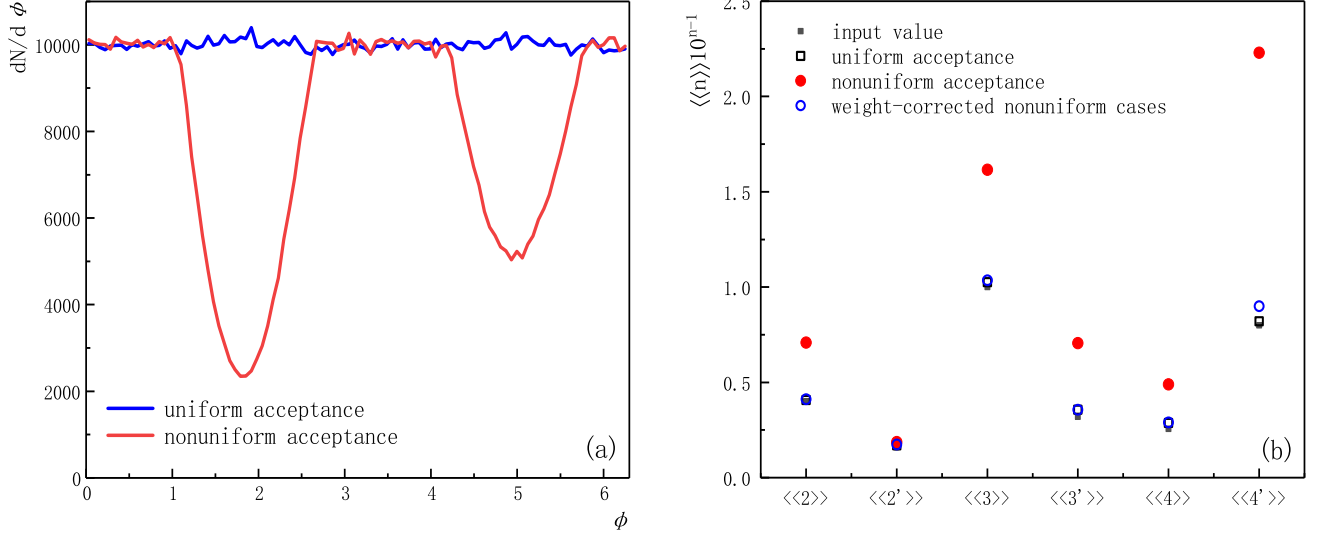 dN/d ϕ
10000
8000
6000
4000
2000
0
uniform acceptance
nonuniform acceptance
(a)
0 1 2 3 4 5 6
ϕ
⟨⟨n⟩⟩10ⁿ⁻¹
2.5
2.0
1.5
1.0
0.5
0.0
input value
uniform acceptance
nonuniform acceptance
weight-corrected nonuniform cases
(b)
<<2>> <<2'>> <<3>> <<3'>> <<4>> <<4'>>